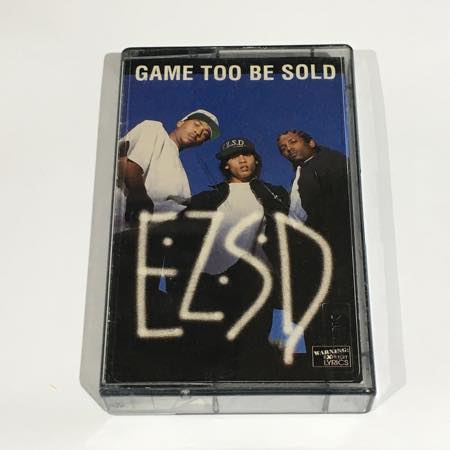 GAME TOO BE SOLD
E.Z.S.D.
E.Z.S.D
WARNING!
EXPLICIT
LYRICS